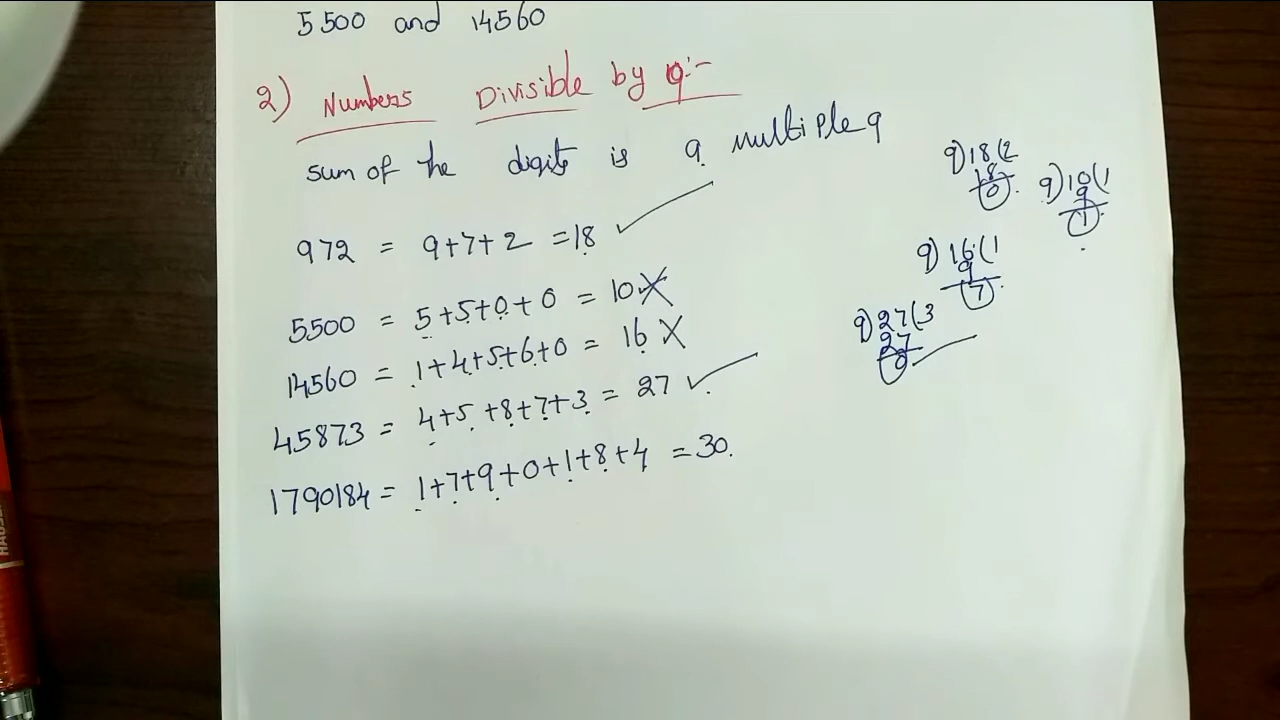 5500 and 14560
2) Numbers Divisible by 9:-
sum of the digits is a multiple 9
972 = 9+7+2 =18 ✓
5500 = 5+5+0+0 = 10 X
14560 = 1+4+5+6+0 = 16 X
45873 = 4+5+8+7+3 = 27 ✓
1790184 = 1+7+9+0+1+8+4 = 30.
9)18(2
18
0
9)10(1
9
1
9)16(1
9
7
9)27(3
27
0 ✓